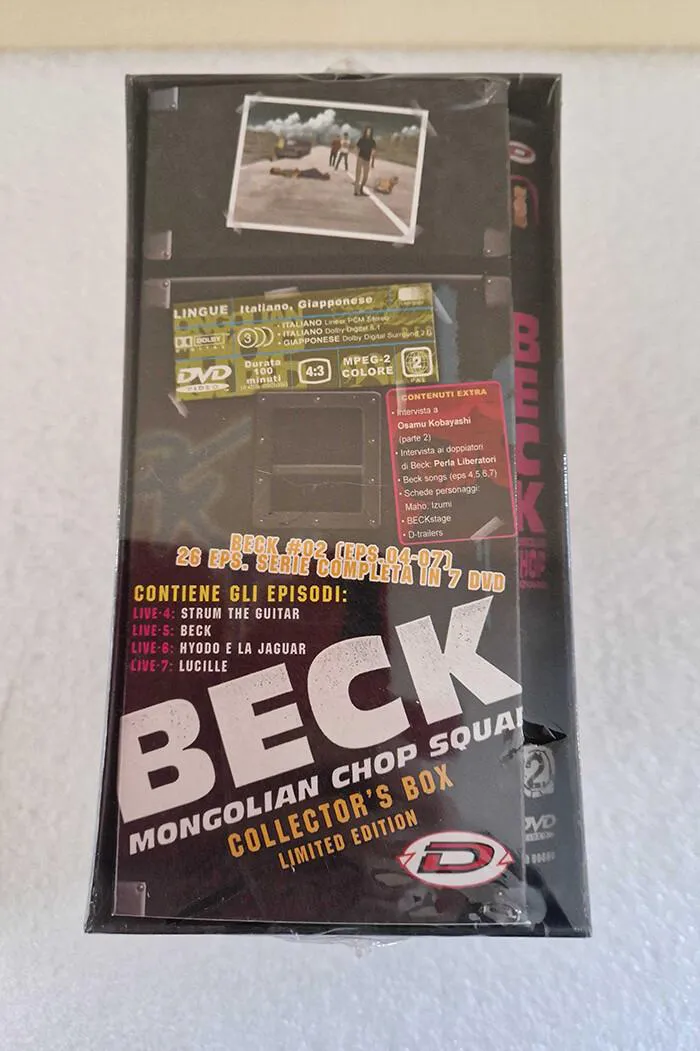 LINGUE Italiano, Giapponese
DOLBY
DIGITAL
3
• ITALIANO Linear PCM Stereo
• ITALIANO Dolby Digital 5.1
• GIAPPONESE Dolby Digital Surround 2.0
DVD
VIDEO
Durata
100
minuti
4:3
MPEG-2
COLORE
2
PAL
CONTENUTI EXTRA
• Intervista a
Osamu Kobayashi
(parte 2)
• Intervista ai doppiatori
di Beck: Perla Liberatori
• Beck songs (eps 4,5,6,7)
• Schede personaggi:
Maho, Izumi
• BECKstage
• D-trailers
BECK #02 (EPS.04-07)
26 EPS. SERIE COMPLETA IN 7 DVD
CONTIENE GLI EPISODI:
LIVE-4: STRUM THE GUITAR
LIVE-5: BECK
LIVE-6: HYODO E LA JAGUAR
LIVE-7: LUCILLE
BECK
MONGOLIAN CHOP SQUA
COLLECTOR'S BOX
LIMITED EDITION
D
D
BECK
HOP
2
DVD